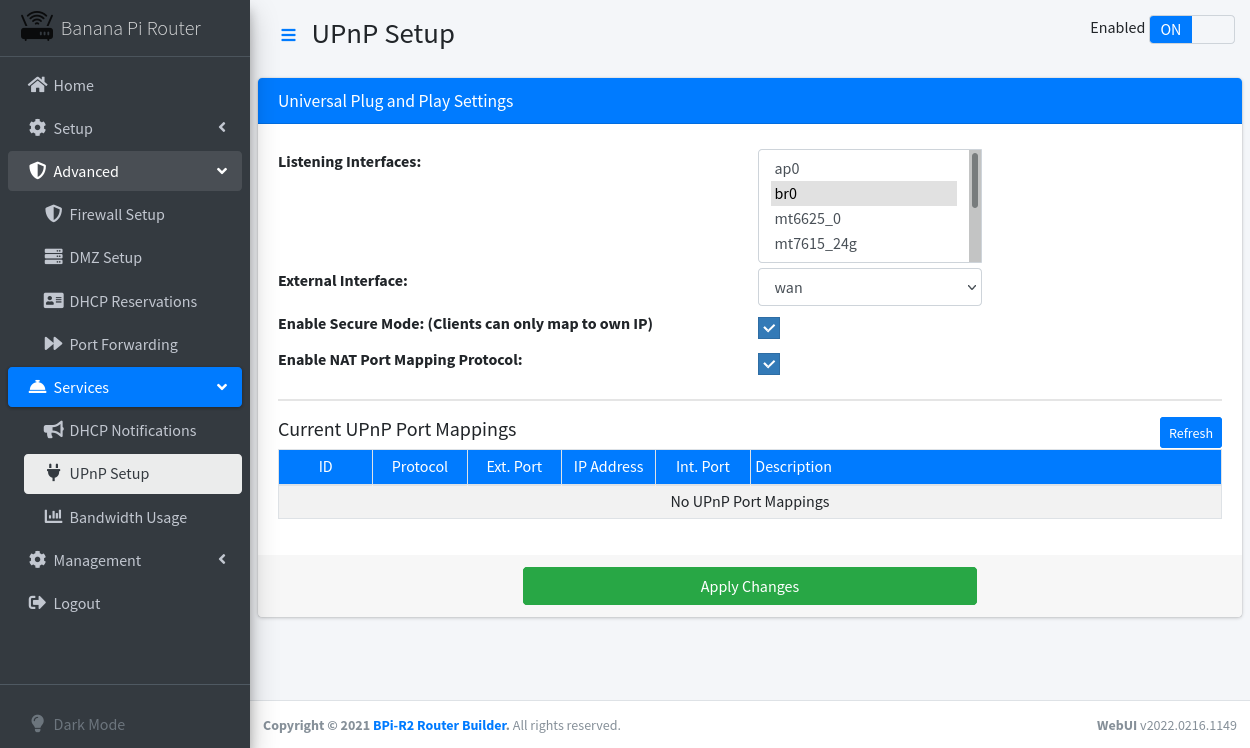 Banana Pi Router
Home
Setup
Advanced
Firewall Setup
DMZ Setup
DHCP Reservations
Port Forwarding
Services
DHCP Notifications
UPnP Setup
Bandwidth Usage
Management
Logout
Dark Mode
UPnP Setup
Enabled ON
Universal Plug and Play Settings
Listening Interfaces:
ap0
br0
mt6625_0
mt7615_24g
External Interface: wan
Enable Secure Mode: (Clients can only map to own IP)
Enable NAT Port Mapping Protocol:
Current UPnP Port Mappings
Refresh
ID Protocol Ext. Port IP Address Int. Port Description
No UPnP Port Mappings
Apply Changes
Copyright © 2021 BPi-R2 Router Builder. All rights reserved.
WebUI v2022.0216.1149